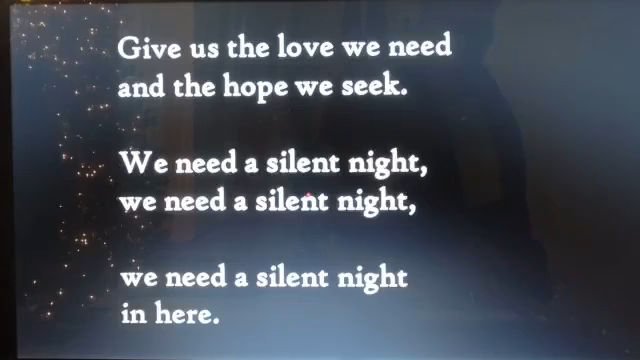 Give us the love we need
and the hope we seek.
We need a silent night,
we need a silent night,
we need a silent night
in here.